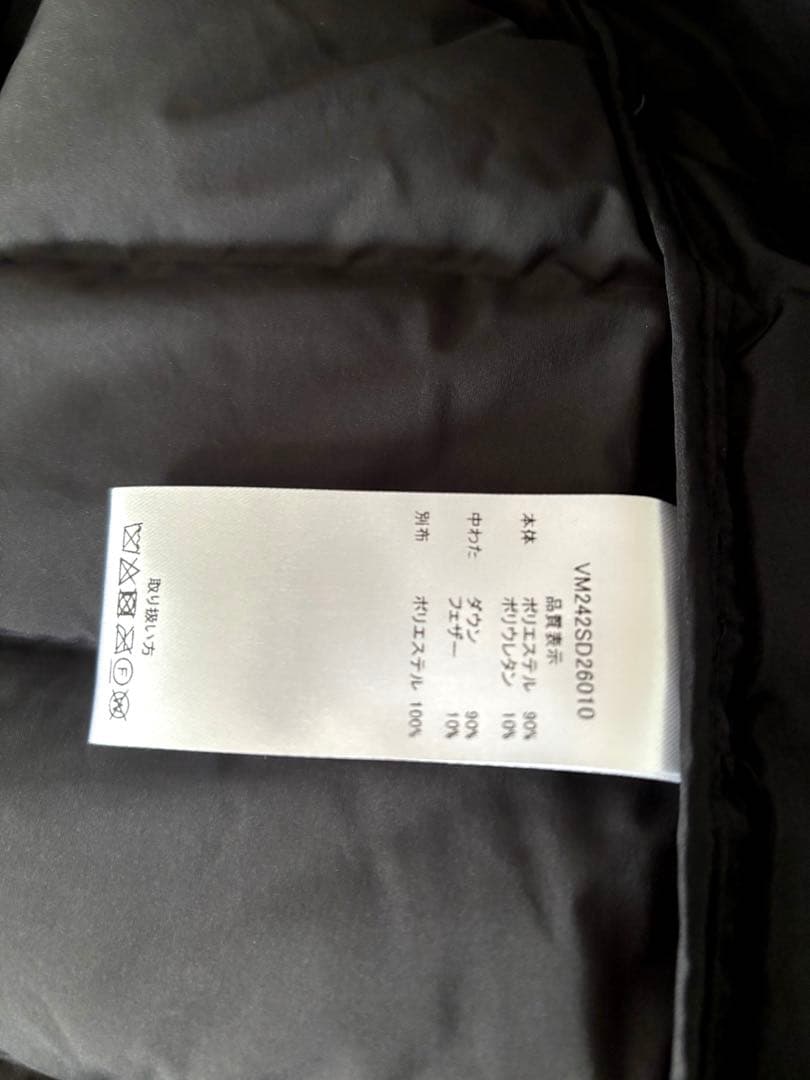 VM242SD26010
品質表示
本体 ポリエステル 90%
ポリウレタン 10%
中わた ダウン 90%
フェザー 10%
別布 ポリエステル 100%
取り扱い方
F W